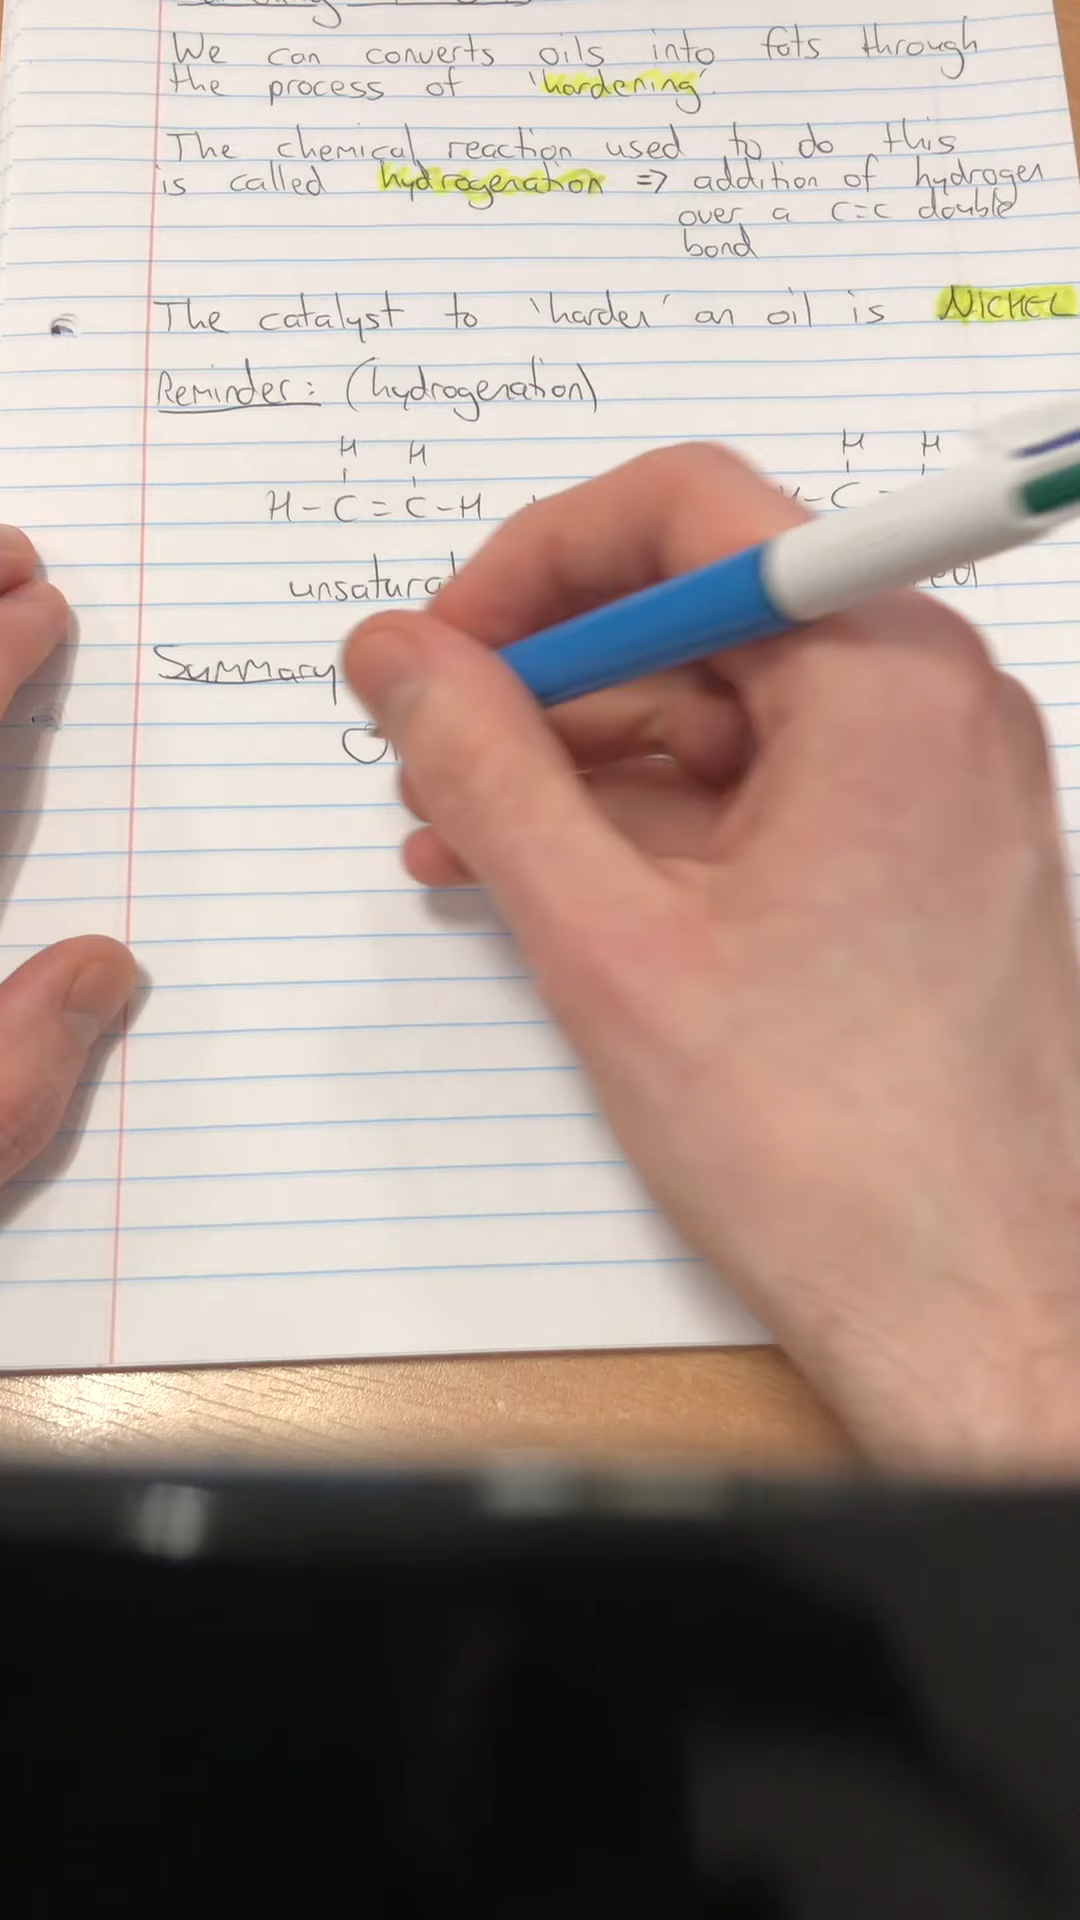 We can converts oils into fats through
the process of 'hardening'.
The chemical reaction used to do this
is called hydrogenation => addition of hydrogen
over a C=C double
bond
The catalyst to 'harden' an oil is NICKEL
Reminder: (hydrogenation)
H H H H
H-C=C-H -C-
Summary